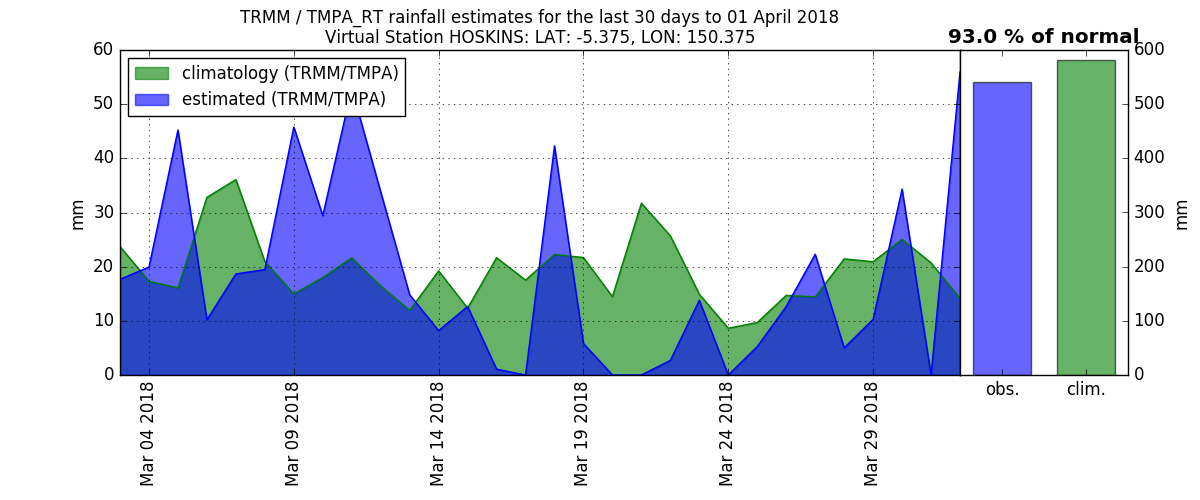 TRMM / TMPA_RT rainfall estimates for the last 30 days to 01 April 2018
Virtual Station HOSKINS: LAT: -5.375, LON: 150.375
93.0 % of normal
climatology (TRMM/TMPA)
estimated (TRMM/TMPA)
60
50
40
30
20
10
0
mm
Mar 04 2018
Mar 09 2018
Mar 14 2018
Mar 19 2018
Mar 24 2018
Mar 29 2018
obs.
clim.
600
500
400
300
200
100
0
mm